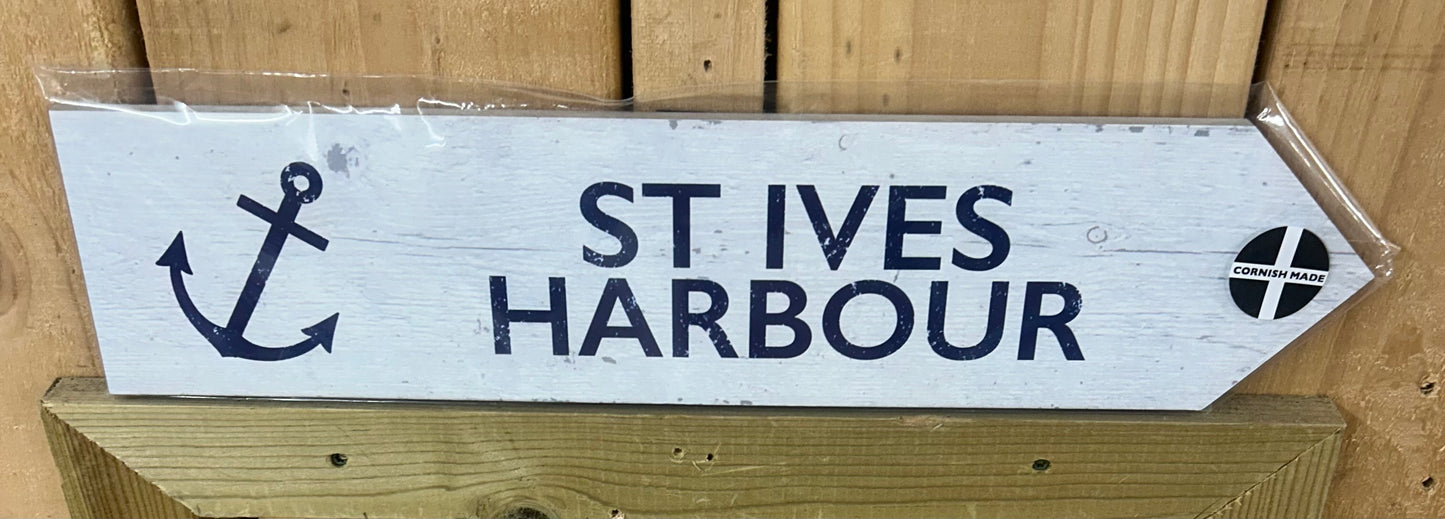 ST IVES
HARBOUR
CORNISH MADE